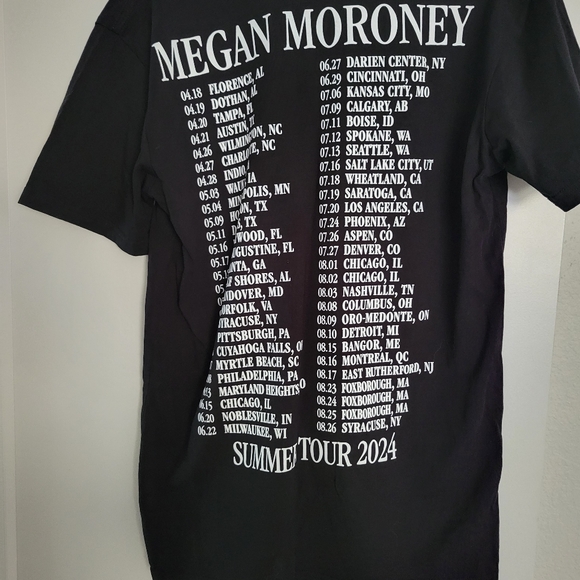 MEGAN MORONEY
04.18 FLORENCE, AL
04.19 DOTHAN, AL
04.20 TAMPA, FL
04.21 AUSTIN,
04.26 WILMINGTON, NC
04.27 NC
04.28
05.03
05.04 MN
05.09 TX
05.11 TX
05.16 WOOD, FL
05.17 GUSTINE, FL
GA
SHORES, AL
MD
NORFOLK, VA
SYRACUSE, NY
PITTSBURGH, PA
CUYAHOGA FALLS,
MYRTLE BEACH, SC
PHILADELPHIA, PA
MARYLAND HEIGHTS
CHICAGO, IL
06.20 NOBLESVILLE, IN
06.22 MILWAUKEE, WI
06.27 DARIEN CENTER, NY
06.29 CINCINNATI, OH
07.06 KANSAS CITY, MO
07.09 CALGARY, AB
07.11 BOISE, ID
07.12 SPOKANE, WA
07.13 SEATTLE, WA
07.16 SALT LAKE CITY, UT
07.18 WHEATLAND, CA
07.19 SARATOGA, CA
07.20 LOS ANGELES, CA
07.24 PHOENIX, AZ
07.26 ASPEN, CO
07.27 DENVER, CO
08.01 CHICAGO, IL
08.02 CHICAGO, IL
08.03 NASHVILLE, TN
08.08 COLUMBUS, OH
08.09 ORO-MEDONTE, ON
08.10 DETROIT, MI
08.15 BANGOR, ME
08.16 MONTREAL, QC
08.17 EAST RUTHERFORD, NJ
08.23 FOXBOROUGH, MA
08.24 FOXBOROUGH, MA
08.25 FOXBOROUGH, MA
08.26 SYRACUSE, NY
SUMMER TOUR 2024